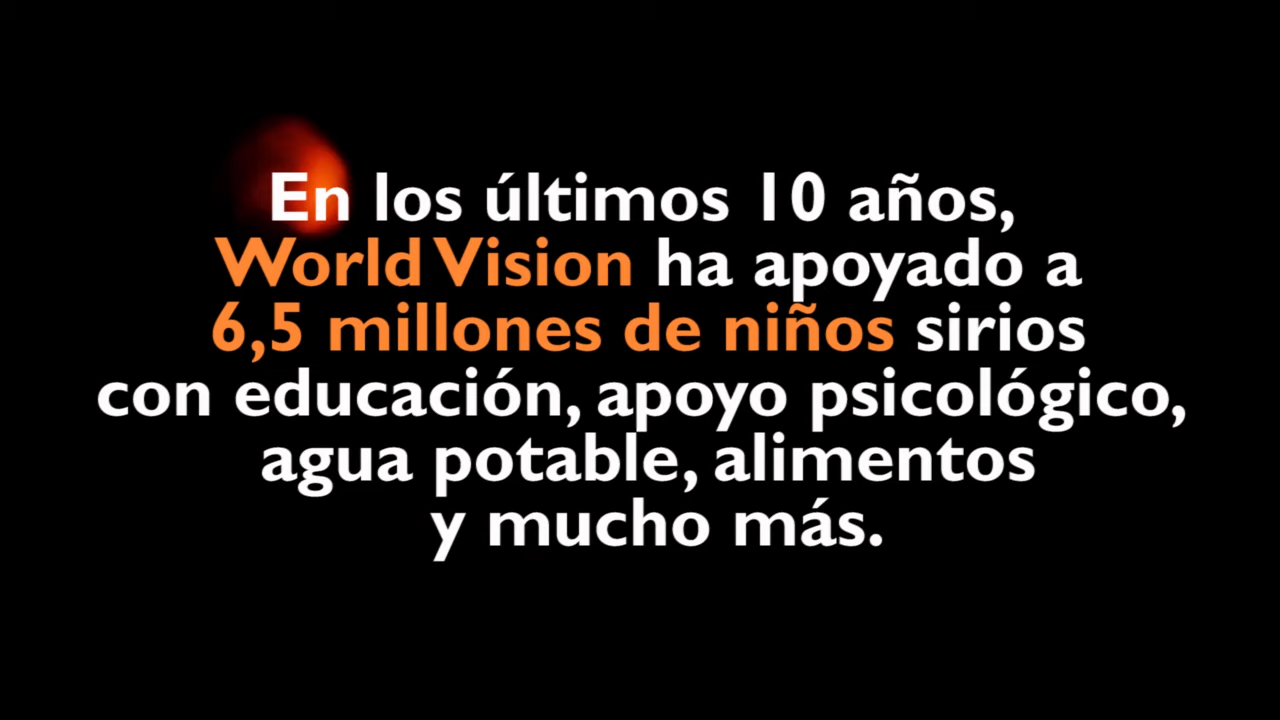 En los últimos 10 años,
World Vision ha apoyado a
6,5 millones de niños sirios
con educación, apoyo psicológico,
agua potable, alimentos
y mucho más.